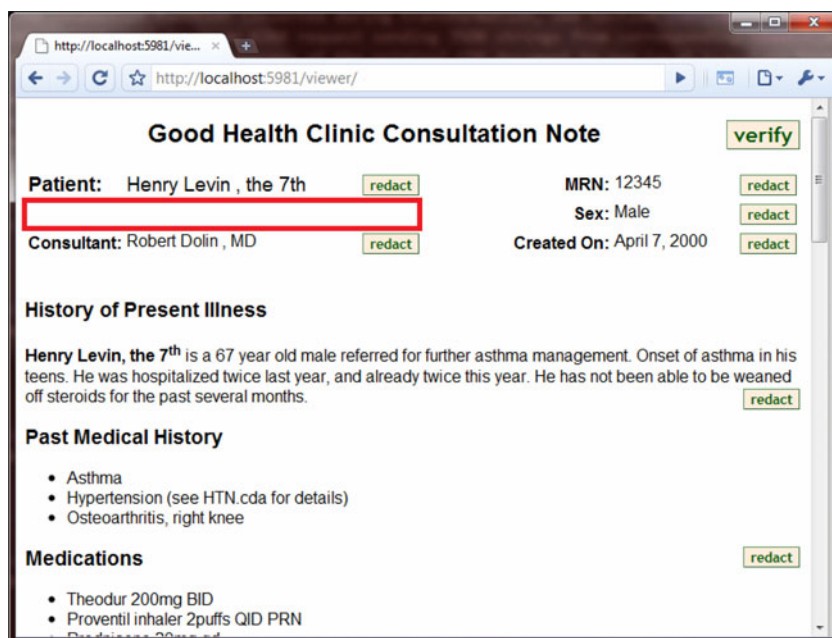 http://localhost:5981/vie...
http://localhost:5981/viewer/
Good Health Clinic Consultation Note
verify
Patient: Henry Levin , the 7th redact MRN: 12345 redact
Sex: Male redact
Consultant: Robert Dolin , MD redact Created On: April 7, 2000 redact
History of Present Illness
Henry Levin, the 7th is a 67 year old male referred for further asthma management. Onset of asthma in his
teens. He was hospitalized twice last year, and already twice this year. He has not been able to be weaned
off steroids for the past several months. redact
Past Medical History
• Asthma
• Hypertension (see HTN.cda for details)
• Osteoarthritis, right knee
Medications redact
• Theodur 200mg BID
• Proventil inhaler 2puffs QID PRN